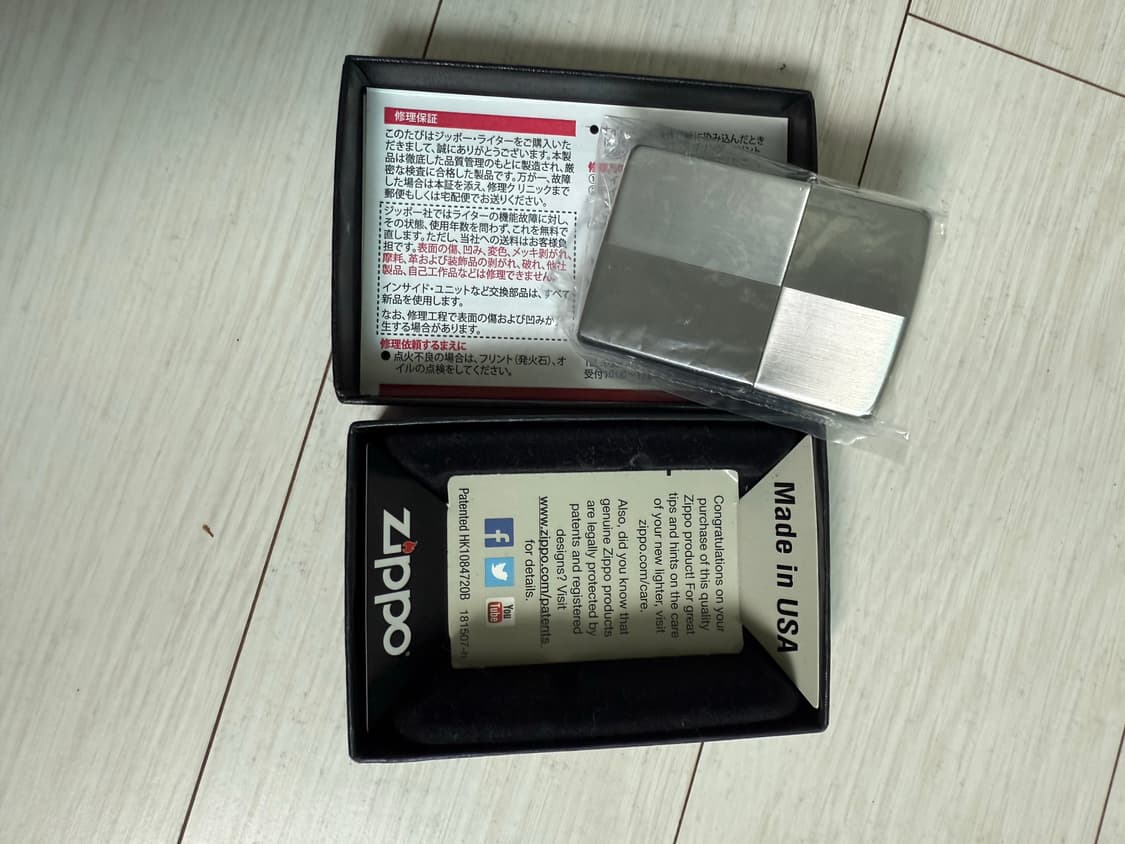 修理保証
このたびはジッポー・ライターをご購入いた
だきまして、誠にありがとうございます。本製
品は徹底した品質管理のもとに製造され、厳
密な検査に合格した製品です。万が一、故障
した場合は本証を添え、修理クリニックまで
郵便もしくは宅配便でお送りください。
ジッポー社ではライターの機能故障に対し、
その状態、使用年数を問わず、これを無料で
直します。ただし、当社への送料はお客様負
担です。表面の傷、凹み、変色、メッキ剥がれ、
摩耗、革および装飾品の剥がれ、破れ、他社
製品、自己工作品などは修理できません。
インサイド・ユニットなど交換部品は、すべて
新品を使用します。
なお、修理工程で表面の傷および凹みが
生する場合があります。
修理依頼するまえに
● 点火不良の場合は、フリント(発火石)、オ
イルの点検をしてください。
染み込んだとき
受付10
Made in USA
Congratulations on your
purchase of this quality
Zippo product! For great
tips and hints on the care
of your new lighter, visit
zippo.com/care.
Also, did you know that
genuine Zippo products
are legally protected by
patents and registered
designs? Visit
www.zippo.com/patents
for details.
f
You Tube
Patented HK1084720B 181507
zippo